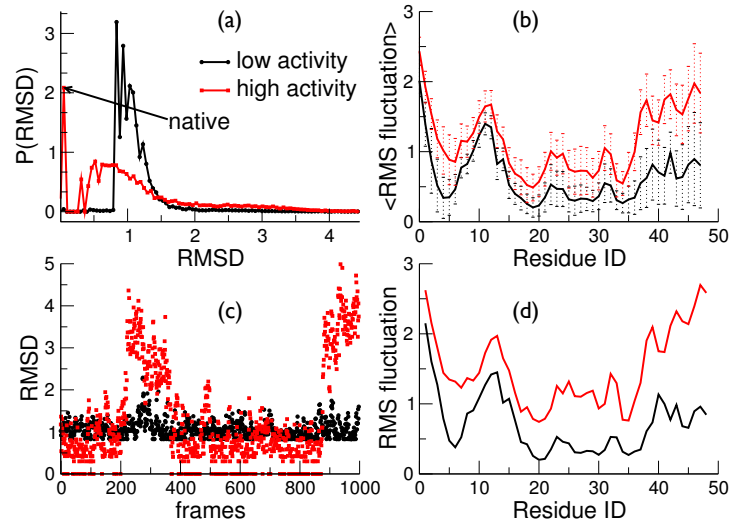 (a)
low activity
high activity
native
P(RMSD)
3
2
1
0
0 1 2 3 4
RMSD
(b)
<RMS fluctuation>
3
2
1
0
0 10 20 30 40 50
Residue ID
(c)
RMSD
5
4
3
2
1
0
0 200 400 600 800 1000
frames
(d)
RMS fluctuation
3
2
1
0
0 10 20 30 40 50
Residue ID